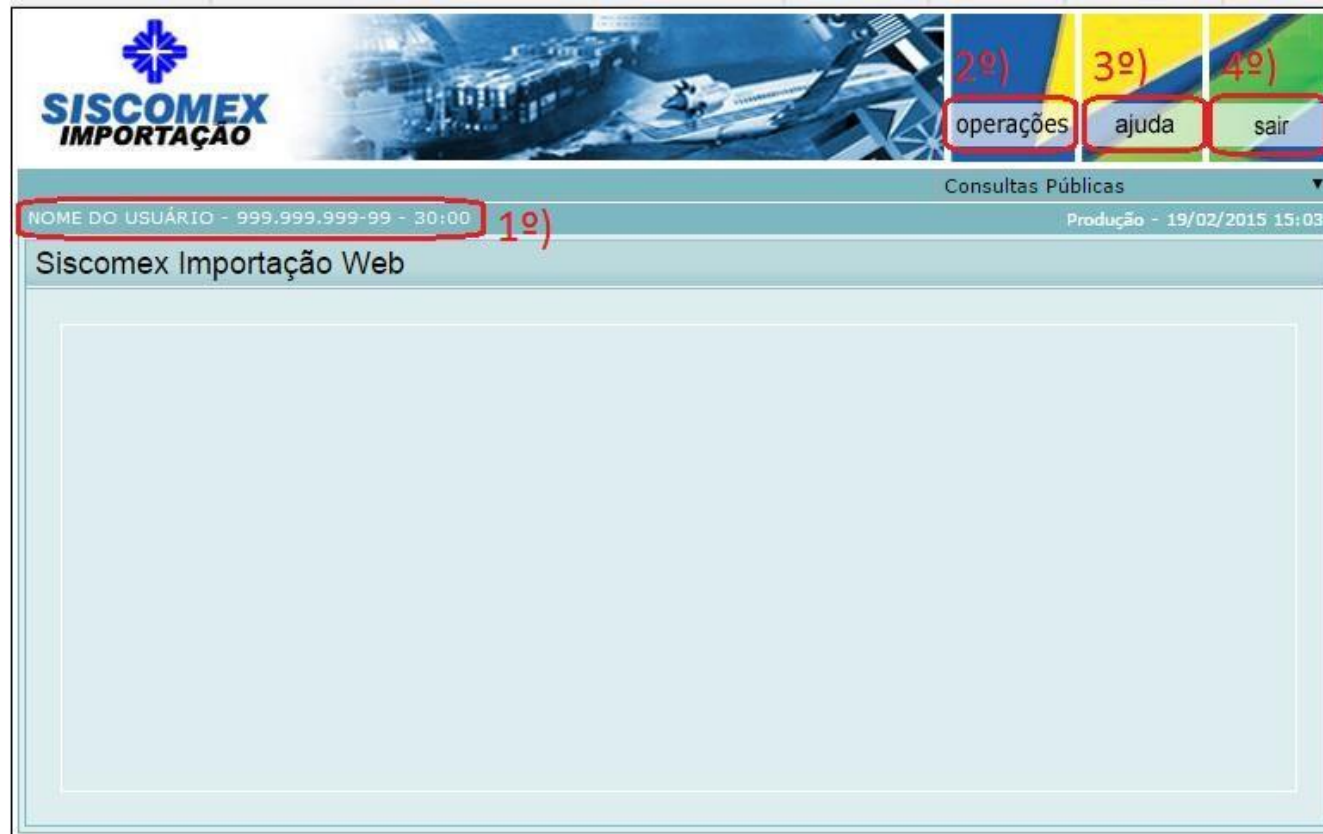 SISCOMEX
IMPORTAÇÃO
2º) 3º) 4º)
operações ajuda sair
Consultas Públicas
NOME DO USUÁRIO - 999.999.999-99 - 30:00 1º) Produção - 19/02/2015 15:03
Siscomex Importação Web